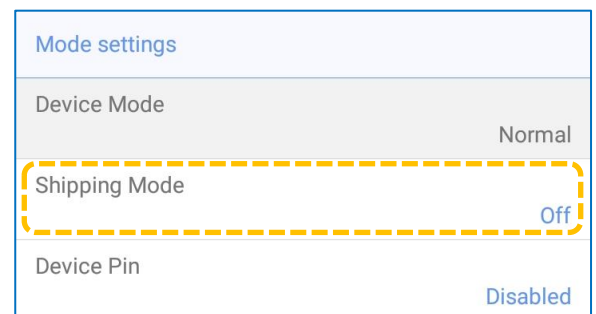 Mode settings
Device Mode
Normal
Shipping Mode
Off
Device Pin
Disabled